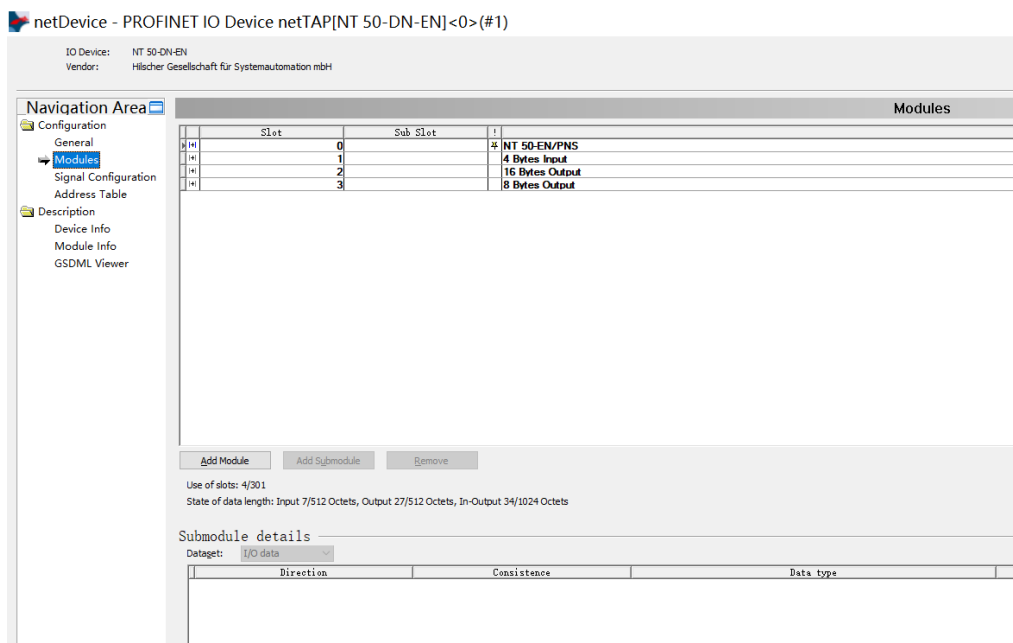 netDevice - PROFINET IO Device netTAP[NT 50-DN-EN]<0>(#1)
IO Device: NT 50-DN-EN
Vendor: Hilscher Gesellschaft für Systemautomation mbH
Navigation Area
Configuration
General
Modules
Signal Configuration
Address Table
Description
Device Info
Module Info
GSDML Viewer
Modules
Slot Sub Slot !
0 NT 50-EN/PNS
1 4 Bytes Input
2 16 Bytes Output
3 8 Bytes Output
Add Module Add Submodule Remove
Use of slots: 4/301
State of data length: Input 7/512 Octets, Output 27/512 Octets, In-Output 34/1024 Octets
Submodule details
Dataset: I/O data
Direction Consistence Data type